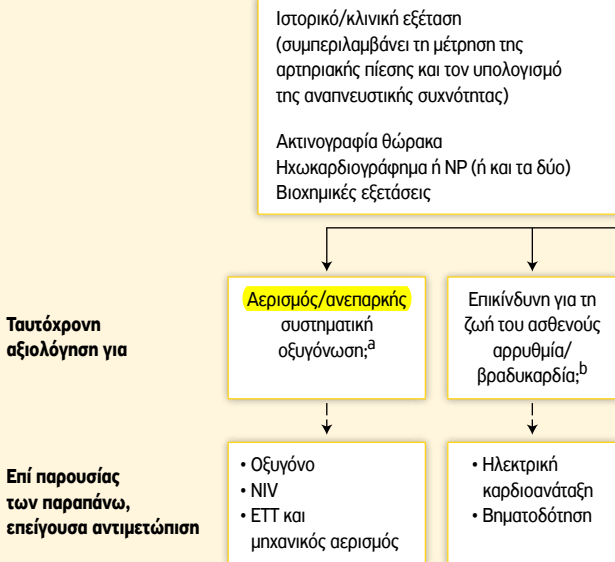 Ιστορικό/κλινική εξέταση
(συμπεριλαμβάνει τη μέτρηση της
αρτηριακής πίεσης και τον υπολογισμό
της αναπνευστικής συχνότητας)
Ακτινογραφία θώρακα
Ηχωκαρδιογράφημα ή NP (ή και τα δύο)
Βιοχημικές εξετάσεις
Ταυτόχρονη
αξιολόγηση για
Αερισμός/ανεπαρκής
συστηματική
οξυγόνωση;a
Επικίνδυνη για τη
ζωή του ασθενούς
αρρυθμία/
βραδυκαρδία;b
Επί παρουσίας
των παραπάνω,
επείγουσα αντιμετώπιση
• Οξυγόνο
• NIV
• ETT και
μηχανικός αερισμός
• Ηλεκτρική
καρδιοανάταξη
• Βηματοδότηση